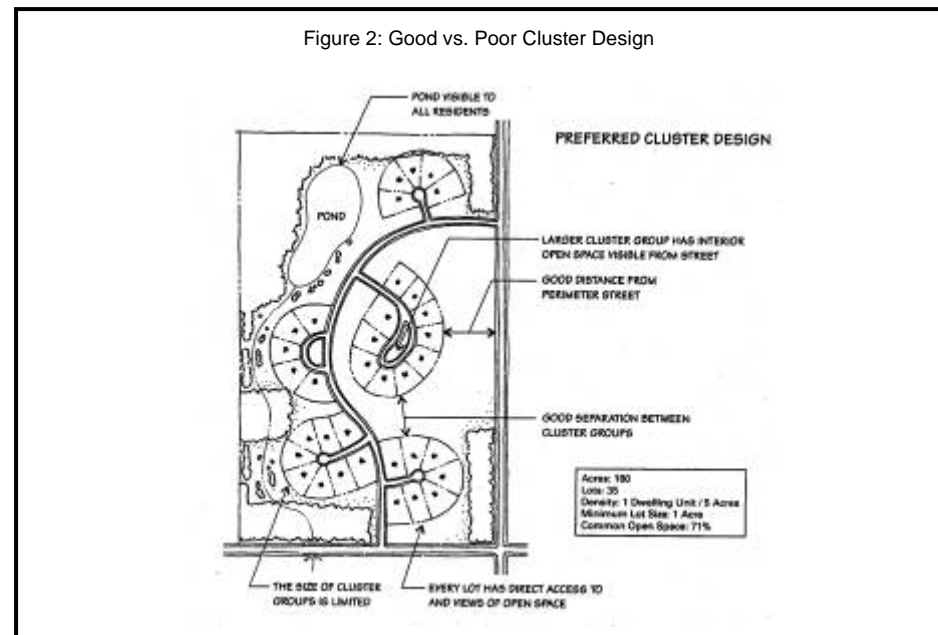 Figure 2: Good vs. Poor Cluster Design
POND VISIBLE TO
ALL RESIDENTS
PREFERRED CLUSTER DESIGN
POND
LARGER CLUSTER GROUP HAS INTERIOR
OPEN SPACE VISIBLE FROM STREET
GOOD DISTANCE FROM
PERIMETER STREET
GOOD SEPARATION BETWEEN
CLUSTER GROUPS
Acres: 160
Lots: 35
Density: 1 Dwelling Unit / 5 Acres
Minimum Lot Size: 1 Acre
Common Open Space: 71%
THE SIZE OF CLUSTER
GROUPS IS LIMITED
EVERY LOT HAS DIRECT ACCESS TO
AND VIEWS OF OPEN SPACE